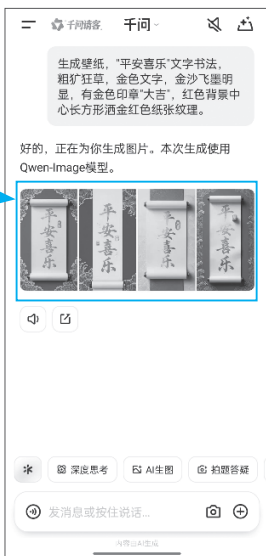 千问请客 千问
生成壁纸，"平安喜乐"文字书法，
粗犷狂草，金色文字，金沙飞墨明
显，有金色印章"大吉"，红色背景中
心长方形洒金红色纸张纹理。
好的，正在为你生成图片。本次生成使用
Qwen-Image模型。
平安喜乐
平安喜乐
平安喜乐
平安喜乐
深度思考 AI生图 拍题答疑
发消息或按住说话...
内容由AI生成